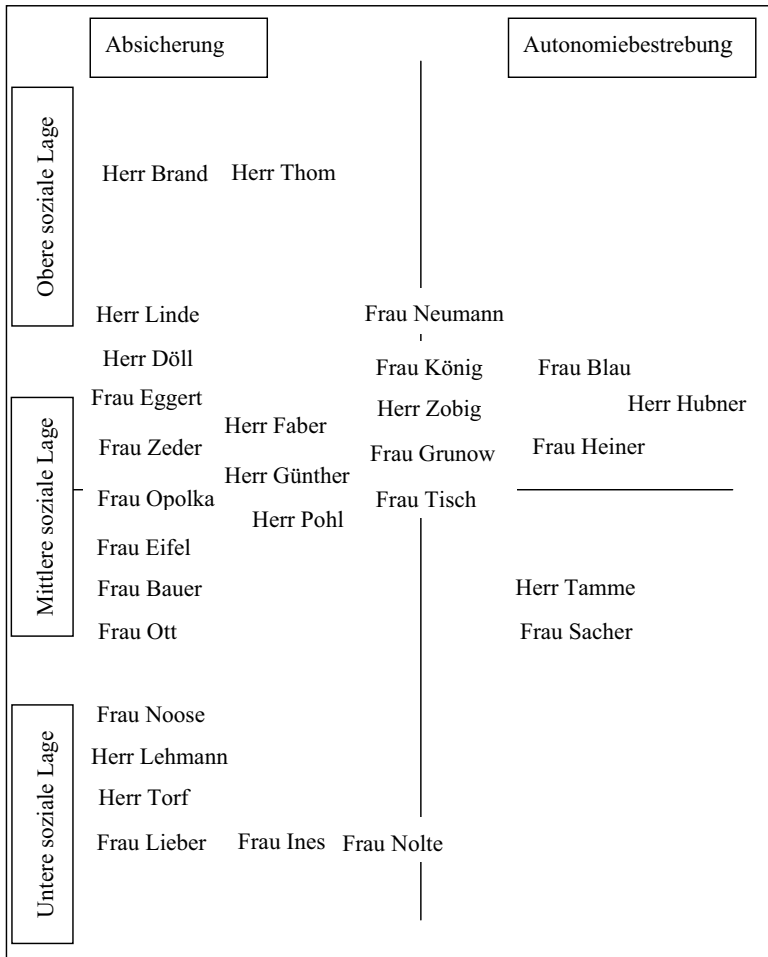 Absicherung
Autonomiebestrebung
Obere soziale Lage
Herr Brand
Herr Thom
Herr Linde
Frau Neumann
Herr Döll
Frau König
Frau Blau
Mittlere soziale Lage
Frau Eggert
Herr Zobig
Herr Hubner
Herr Faber
Frau Zeder
Frau Grunow
Frau Heiner
Herr Günther
Frau Opolka
Frau Tisch
Herr Pohl
Frau Eifel
Frau Bauer
Herr Tamme
Frau Ott
Frau Sacher
Untere soziale Lage
Frau Noose
Herr Lehmann
Herr Torf
Frau Lieber
Frau Ines
Frau Nolte